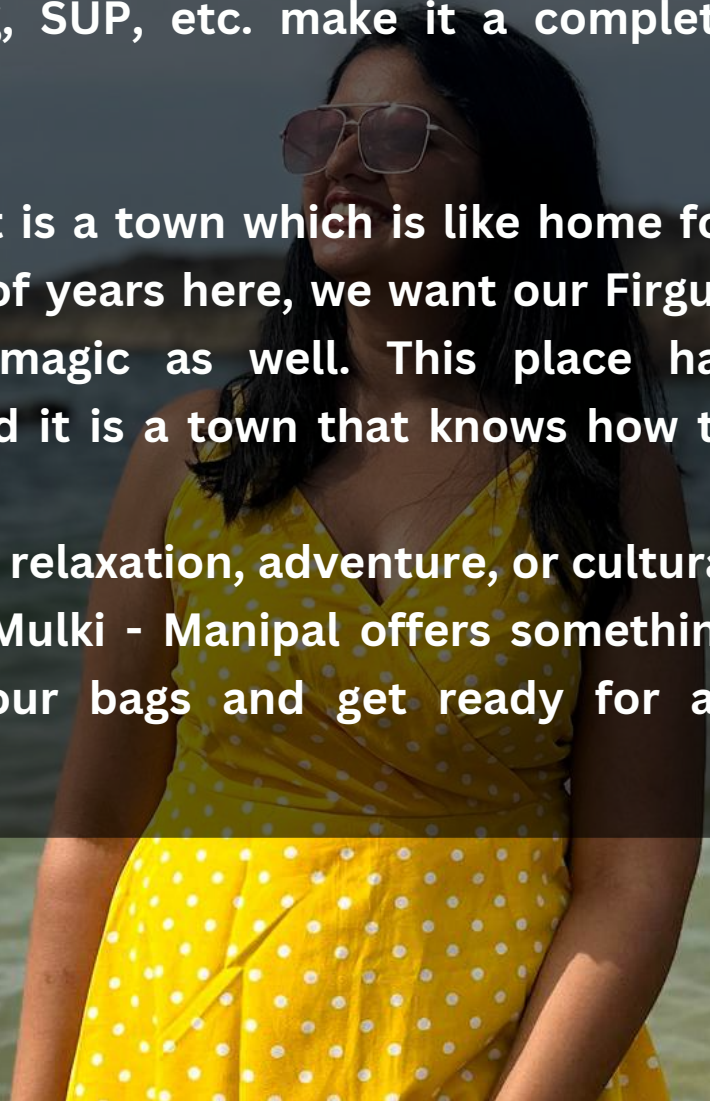 , SUP, etc. make it a complet
is a town which is like home fo
of years here, we want our Firgu
magic as well. This place ha
d it is a town that knows how t
relaxation, adventure, or cultura
Mulki - Manipal offers somethin
our bags and get ready for a